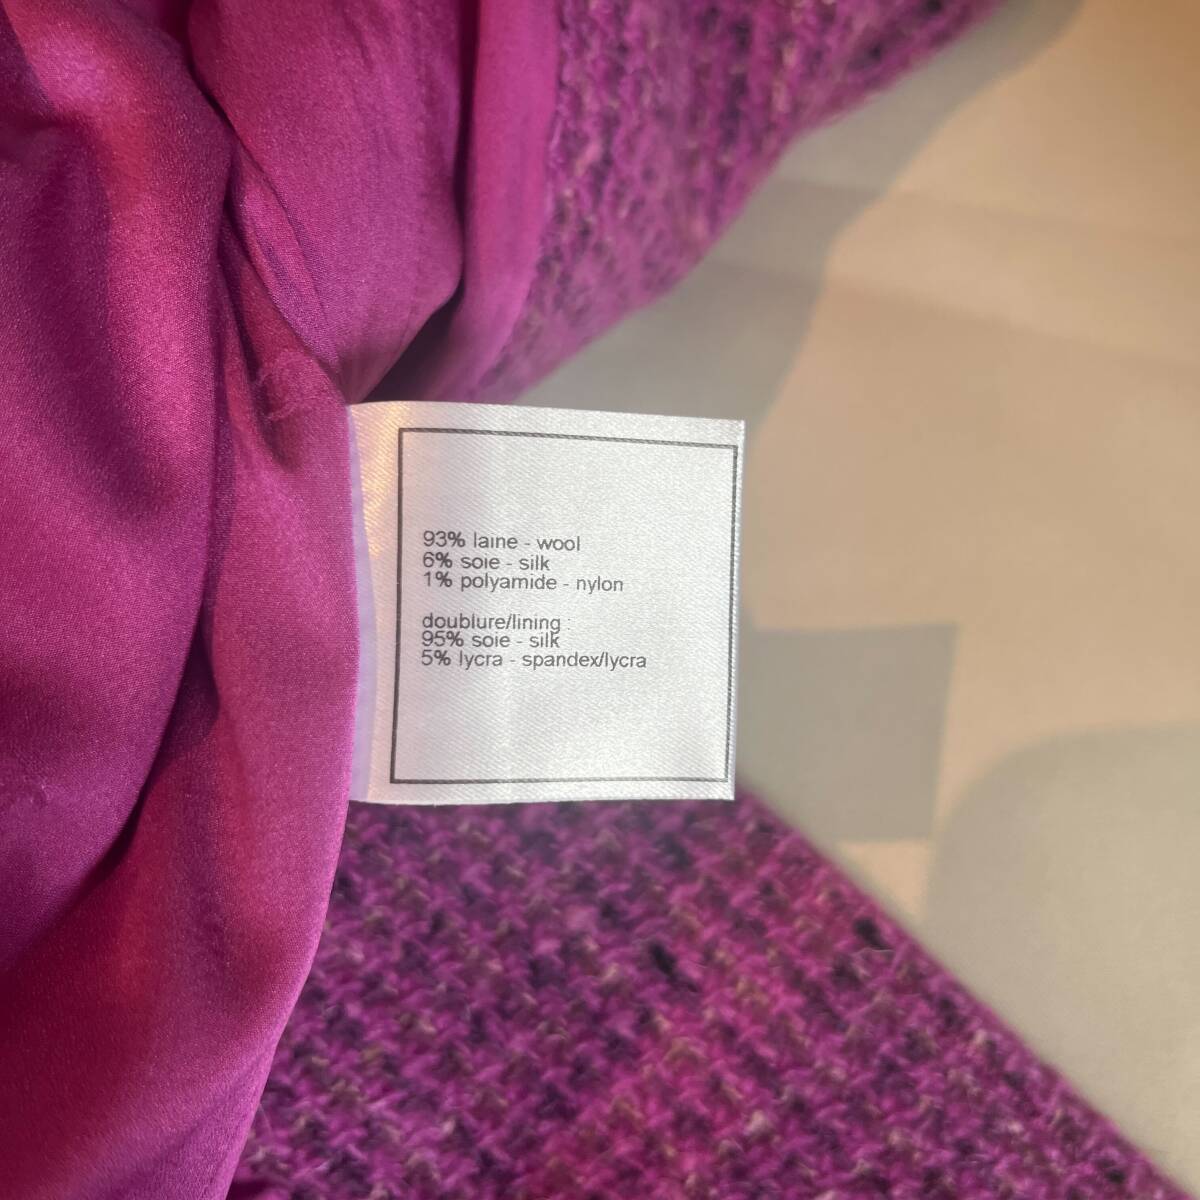 93% laine - wool
6% soie - silk
1% polyamide - nylon
doublure/lining :
95% soie - silk
5% lycra - spandex/lycra